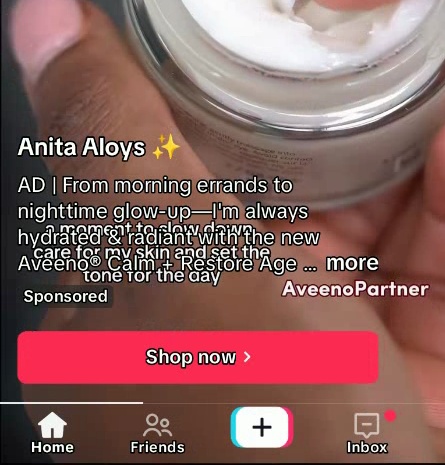 Anita Aloys ✨
AD | From morning errands to
nighttime glow-up—I'm always
a moment to slow down,
hydrated & radiant with the new
care for my skin and set the
Aveeno® Calm + Restore Age ... more
tone for the day
AveenoPartner
Sponsored
Shop now >
Home
Friends
Inbox